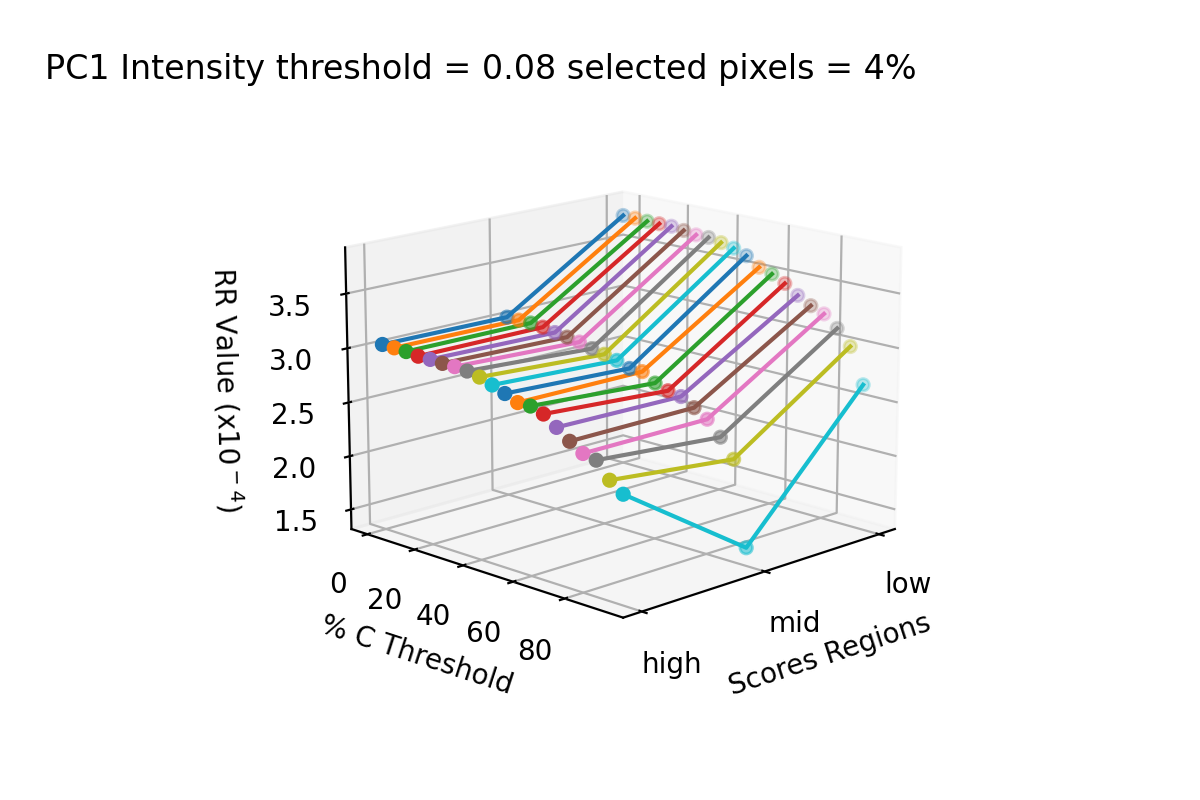 PC1 Intensity threshold = 0.08 selected pixels = 4%
RR Value (x10⁻⁴)
3.5
3.0
2.5
2.0
1.5
0
20
40
60
80
% C Threshold
high
mid
low
Scores Regions